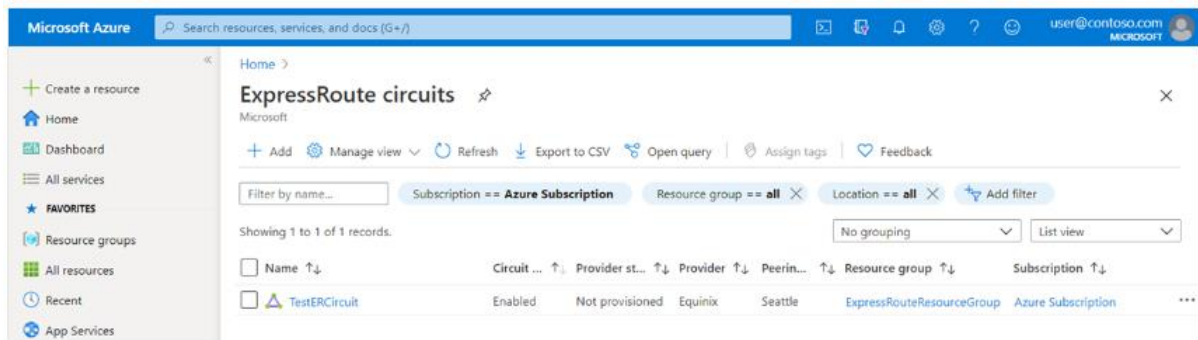 Microsoft Azure Search resources, services, and docs (G+/) user@contoso.com
MICROSOFT
Create a resource
Home
Dashboard
All services
FAVORITES
Resource groups
All resources
Recent
App Services
Home >
ExpressRoute circuits
Microsoft
Add Manage view Refresh Export to CSV Open query Assign tags Feedback
Filter by name... Subscription == Azure Subscription Resource group == all Location == all Add filter
Showing 1 to 1 of 1 records. No grouping List view
Name Circuit ... Provider st... Provider Peerin... Resource group Subscription
TestERCircuit Enabled Not provisioned Equinix Seattle ExpressRouteResourceGroup Azure Subscription